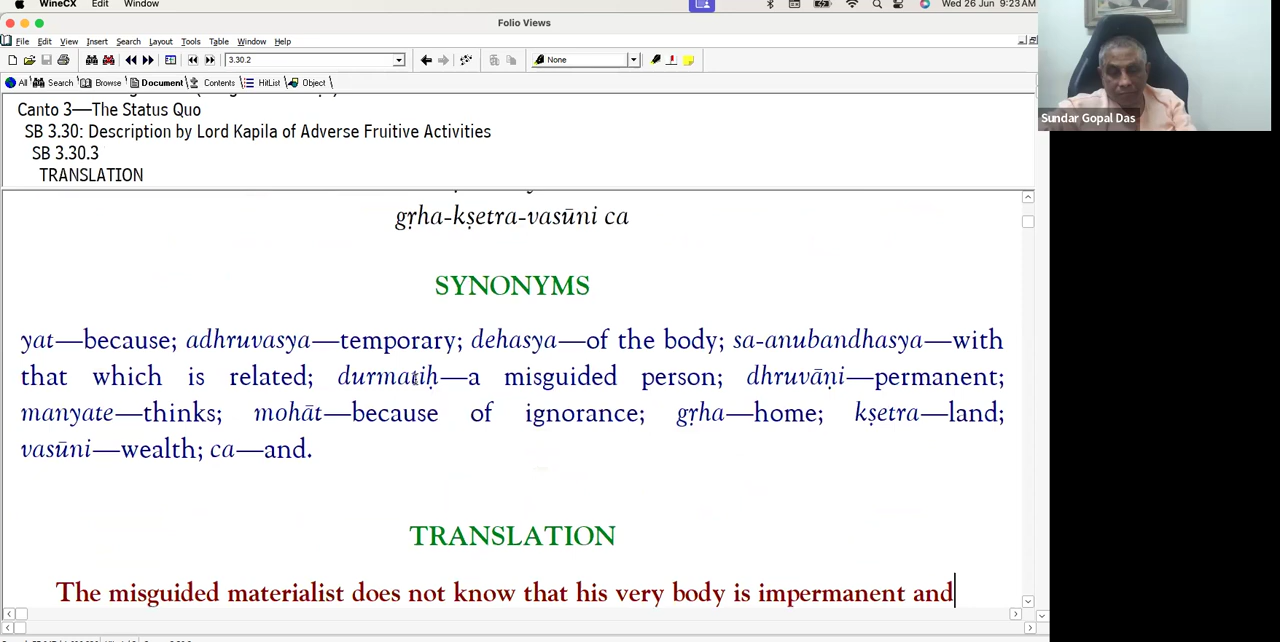 WineCX Edit Window Wed 26 Jun 9:23 AM
Folio Views
File Edit View Insert Search Layout Tools Table Window Help
3.30.2 None
All Search Browse Document Contents HitList Object
Canto 3—The Status Quo
SB 3.30: Description by Lord Kapila of Adverse Fruitive Activities
SB 3.30.3
TRANSLATION
Sundar Gopal Das
gṛha-kṣetra-vasūni ca
SYNONYMS
yat—because; adhruvasya—temporary; dehasya—of the body; sa-anubandhasya—with
that which is related; durmatiḥ—a misguided person; dhruvāṇi—permanent;
manyate—thinks; mohāt—because of ignorance; gṛha—home; kṣetra—land;
vasūni—wealth; ca—and.
TRANSLATION
The misguided materialist does not know that his very body is impermanent and